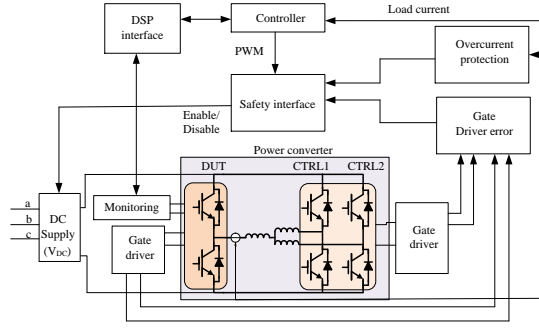 DSP
interface
Controller
Load current
PWM
Overcurrent
protection
Safety interface
Enable/
Disable
Gate
Driver error
Power converter
DUT
CTRL1
CTRL2
a
b
c
DC
Supply
(VDC)
Monitoring
Gate
driver
Gate
driver